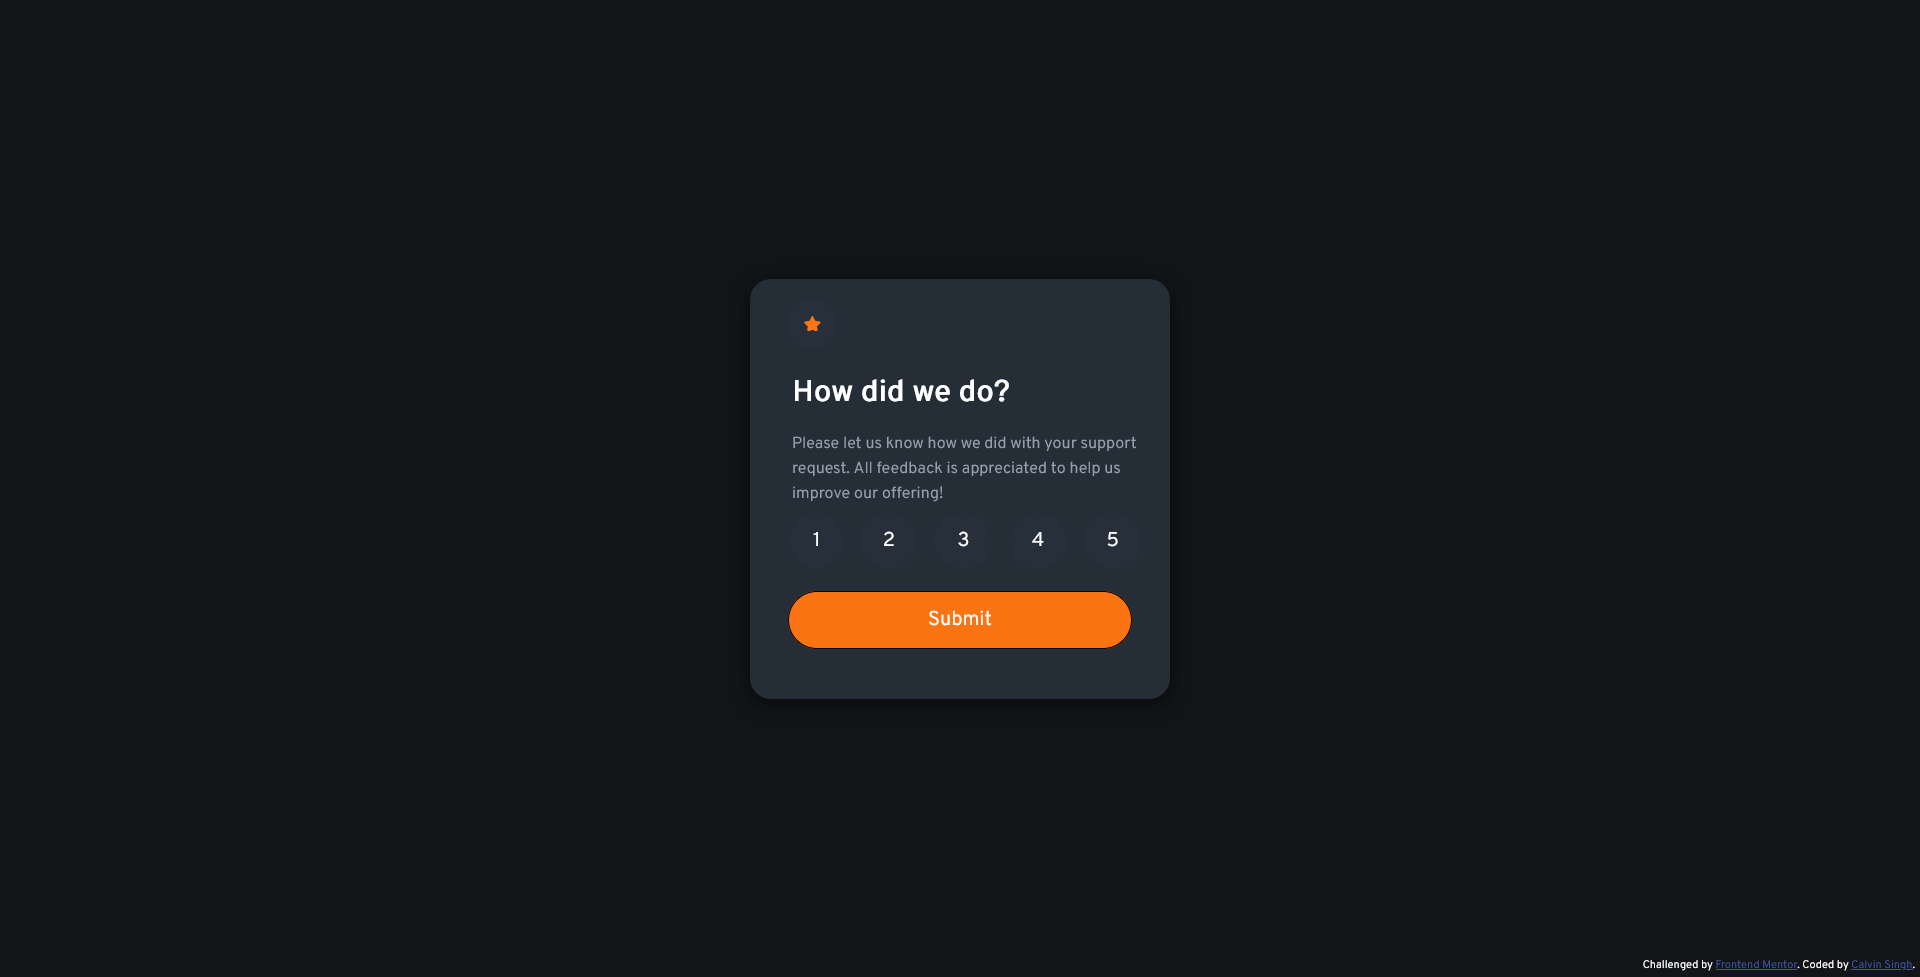 How did we do?
Please let us know how we did with your support
request. All feedback is appreciated to help us
improve our offering!
1 2 3 4 5
Submit
Challenged by Frontend Mentor. Coded by Calvin Singh.